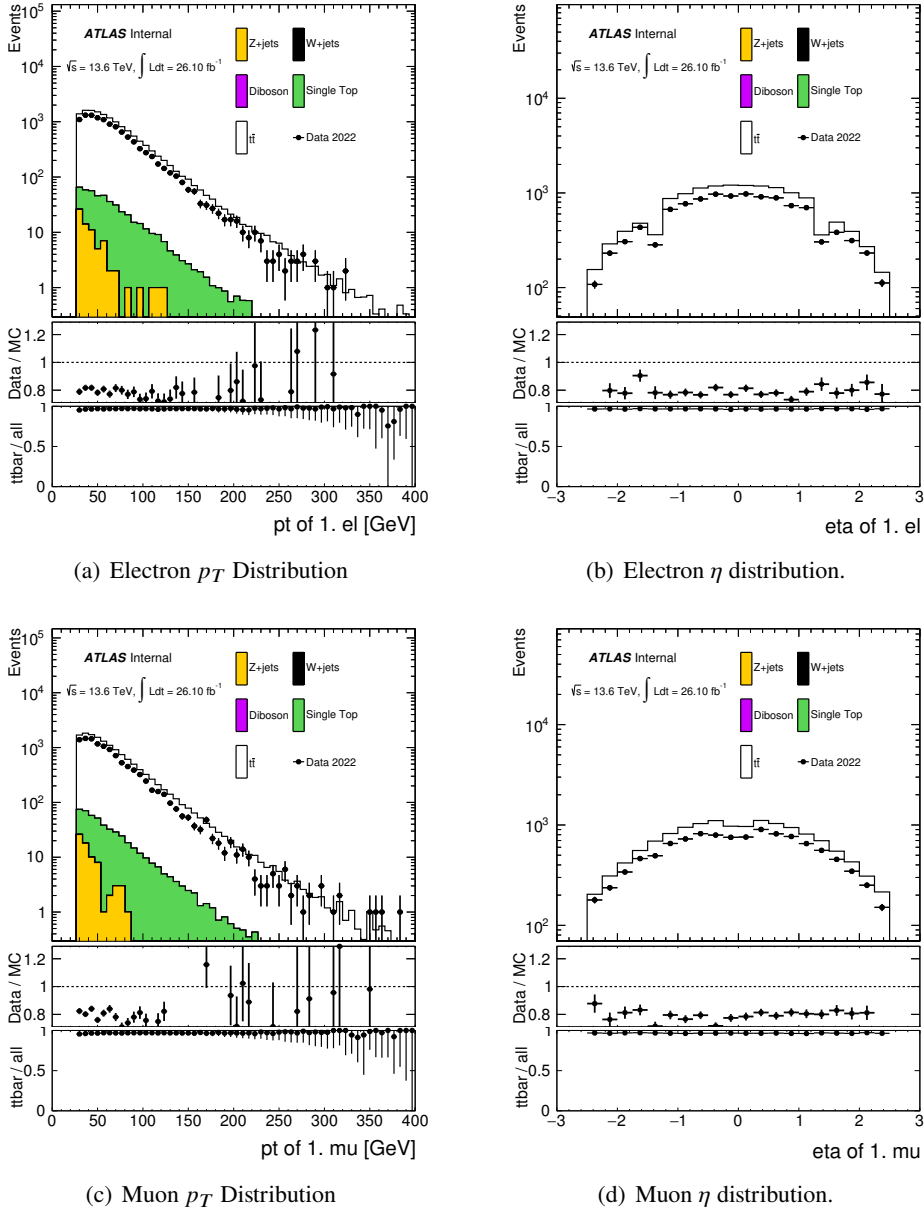 Events
10⁵
10⁴
10³
10²
10
1
ATLAS Internal
√s = 13.6 TeV, ∫ Ldt = 26.10 fb⁻¹
Z+jets
W+jets
Diboson
Single Top
tt̄
Data 2022
Data / MC
1.2
1
0.8
ttbar / all
1
0.5
0
0 50 100 150 200 250 300 350 400
pt of 1. el [GeV]
(a) Electron pT Distribution
Events
10⁴
10³
10²
ATLAS Internal
√s = 13.6 TeV, ∫ Ldt = 26.10 fb⁻¹
Z+jets
W+jets
Diboson
Single Top
tt̄
Data 2022
Data / MC
1.2
1
0.8
ttbar / all
1
0.5
0
−3 −2 −1 0 1 2 3
eta of 1. el
(b) Electron η distribution.
Events
10⁵
10⁴
10³
10²
10
1
ATLAS Internal
√s = 13.6 TeV, ∫ Ldt = 26.10 fb⁻¹
Z+jets
W+jets
Diboson
Single Top
tt̄
Data 2022
Data / MC
1.2
1
0.8
ttbar / all
1
0.5
0
0 50 100 150 200 250 300 350 400
pt of 1. mu [GeV]
(c) Muon pT Distribution
Events
10⁴
10³
10²
ATLAS Internal
√s = 13.6 TeV, ∫ Ldt = 26.10 fb⁻¹
Z+jets
W+jets
Diboson
Single Top
tt̄
Data 2022
Data / MC
1.2
1
0.8
ttbar / all
1
0.5
0
−3 −2 −1 0 1 2 3
eta of 1. mu
(d) Muon η distribution.